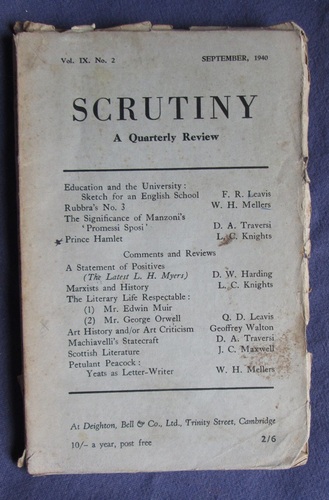 Vol. IX. No. 2 SEPTEMBER, 1940
SCRUTINY
A Quarterly Review
Education and the University:
Sketch for an English School F. R. Leavis
Rubbra's No. 3 W. H. Mellers
The Significance of Manzoni's
'Promessi Sposi' D. A. Traversi
Prince Hamlet L. C. Knights
Comments and Reviews
A Statement of Positives
(The Latest L. H. Myers) D. W. Harding
Marxists and History L. C. Knights
The Literary Life Respectable:
(1) Mr. Edwin Muir
(2) Mr. George Orwell Q. D. Leavis
Art History and/or Art Criticism Geoffrey Walton
Machiavelli's Statecraft D. A. Traversi
Scottish Literature J. C. Maxwell
Petulant Peacock:
Yeats as Letter-Writer W. H. Mellers
At Deighton, Bell & Co., Ltd., Trinity Street, Cambridge
10/- a year, post free 2/6